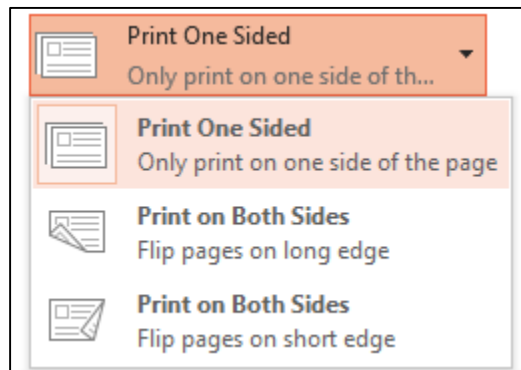 Print One Sided
Only print on one side of th...
Print One Sided
Only print on one side of the page
Print on Both Sides
Flip pages on long edge
Print on Both Sides
Flip pages on short edge